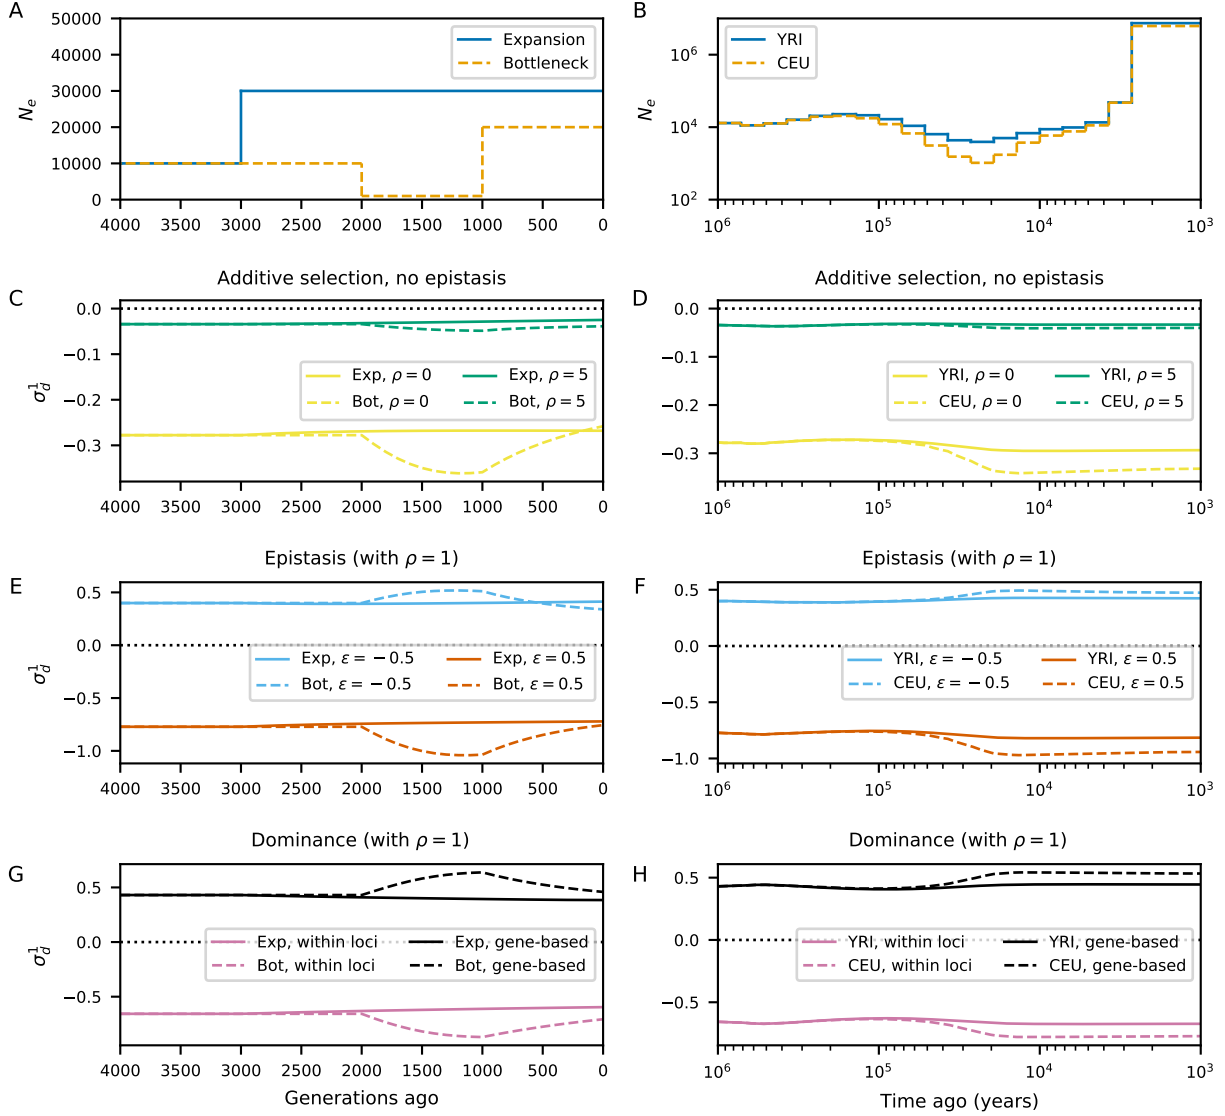 A
50000
40000
30000
20000
10000
0
N_e
Expansion
Bottleneck
4000 3500 3000 2500 2000 1500 1000 500 0
B
10^6
10^4
10^2
N_e
YRI
CEU
10^6 10^5 10^4 10^3
Additive selection, no epistasis
C
0.0
−0.1
−0.2
−0.3
σ_d^1
Exp, ρ = 0 Exp, ρ = 5
Bot, ρ = 0 Bot, ρ = 5
4000 3500 3000 2500 2000 1500 1000 500 0
Additive selection, no epistasis
D
0.0
−0.1
−0.2
−0.3
YRI, ρ = 0 YRI, ρ = 5
CEU, ρ = 0 CEU, ρ = 5
10^6 10^5 10^4 10^3
Epistasis (with ρ = 1)
E
0.5
0.0
−0.5
−1.0
σ_d^1
Exp, ε = −0.5 Exp, ε = 0.5
Bot, ε = −0.5 Bot, ε = 0.5
4000 3500 3000 2500 2000 1500 1000 500 0
Epistasis (with ρ = 1)
F
0.5
0.0
−0.5
−1.0
YRI, ε = −0.5 YRI, ε = 0.5
CEU, ε = −0.5 CEU, ε = 0.5
10^6 10^5 10^4 10^3
Dominance (with ρ = 1)
G
0.5
0.0
−0.5
σ_d^1
Exp, within loci Exp, gene-based
Bot, within loci Bot, gene-based
4000 3500 3000 2500 2000 1500 1000 500 0
Generations ago
Dominance (with ρ = 1)
H
0.5
0.0
−0.5
YRI, within loci YRI, gene-based
CEU, within loci CEU, gene-based
10^6 10^5 10^4 10^3
Time ago (years)